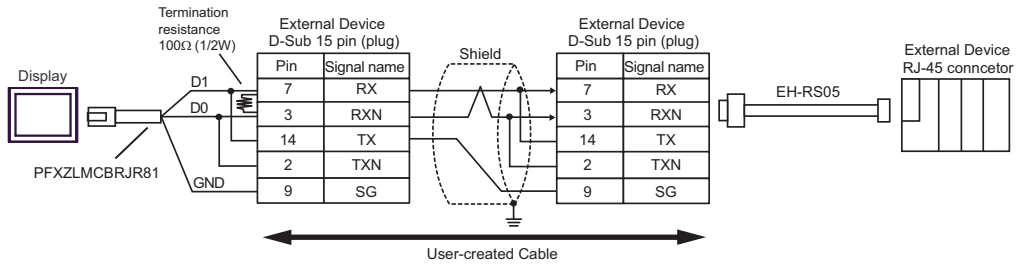 Termination
resistance
100Ω (1/2W)
External Device
D-Sub 15 pin (plug)
Pin Signal name
7 RX
3 RXN
14 TX
2 TXN
9 SG
Display
D1
D0
GND
PFXZLMCBRJR81
Shield
External Device
D-Sub 15 pin (plug)
Pin Signal name
7 RX
3 RXN
14 TX
2 TXN
9 SG
EH-RS05
External Device
RJ-45 conncetor
User-created Cable